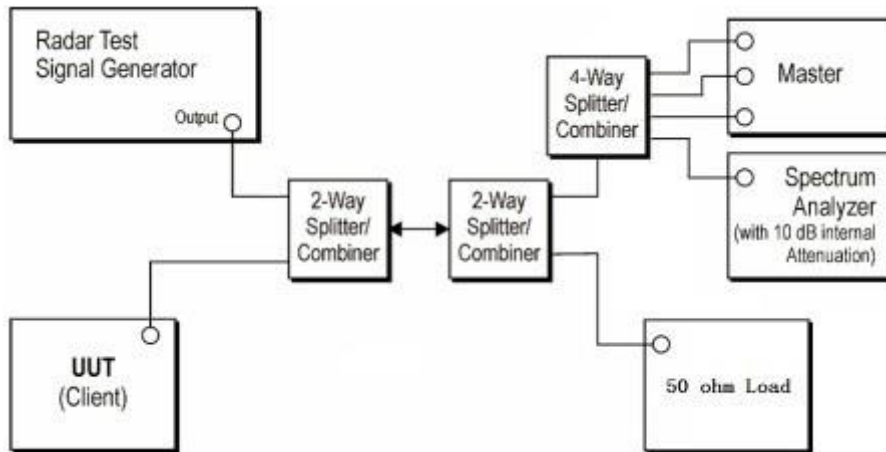 Radar Test
Signal Generator
Output
4-Way
Splitter/
Combiner
Master
2-Way
Splitter/
Combiner
2-Way
Splitter/
Combiner
Spectrum
Analyzer
(with 10 dB internal
Attenuation)
UUT
(Client)
50 ohm Load